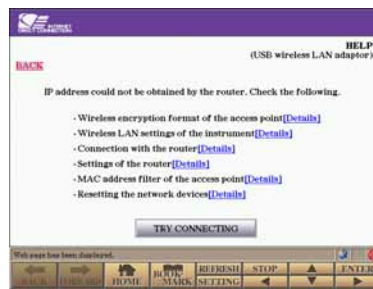 INTERNET
DIRECT CONNECTION
HELP
(USB wireless LAN adaptor)
BACK
IP address could not be obtained by the router. Check the following.
- Wireless encryption format of the access point[Details]
- Wireless LAN settings of the instrument[Details]
- Connection with the router[Details]
- Settings of the router[Details]
- MAC address filter of the access point[Details]
- Resetting the network devices[Details]
TRY CONNECTING
Web page has been displayed.
BACK FORWARD HOME BOOK MARK REFRESH STOP ENTER
SETTING